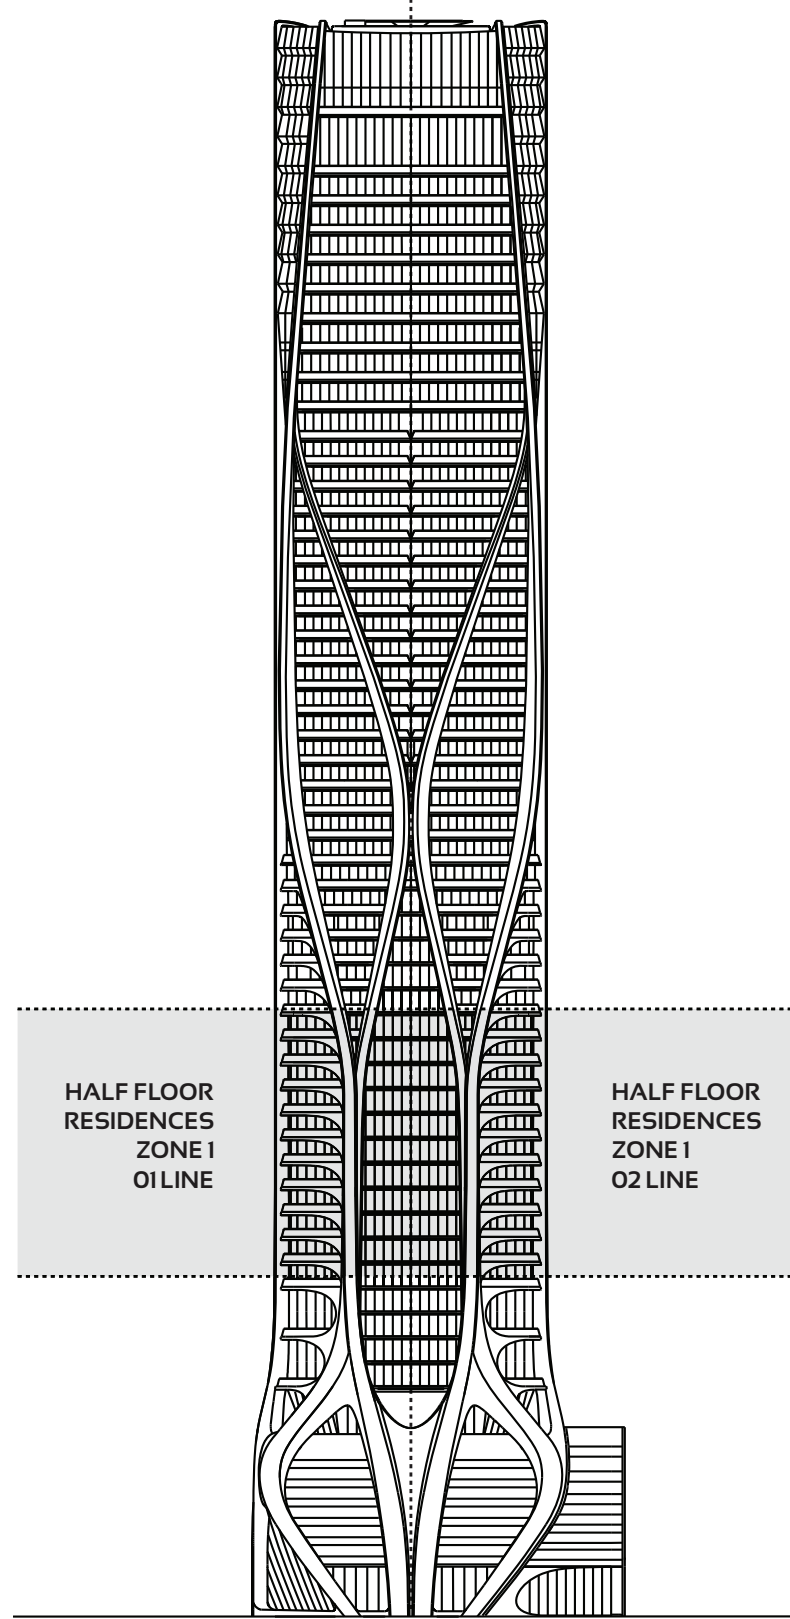 HALF FLOOR
RESIDENCES
ZONE 1
01 LINE
HALF FLOOR
RESIDENCES
ZONE 1
02 LINE